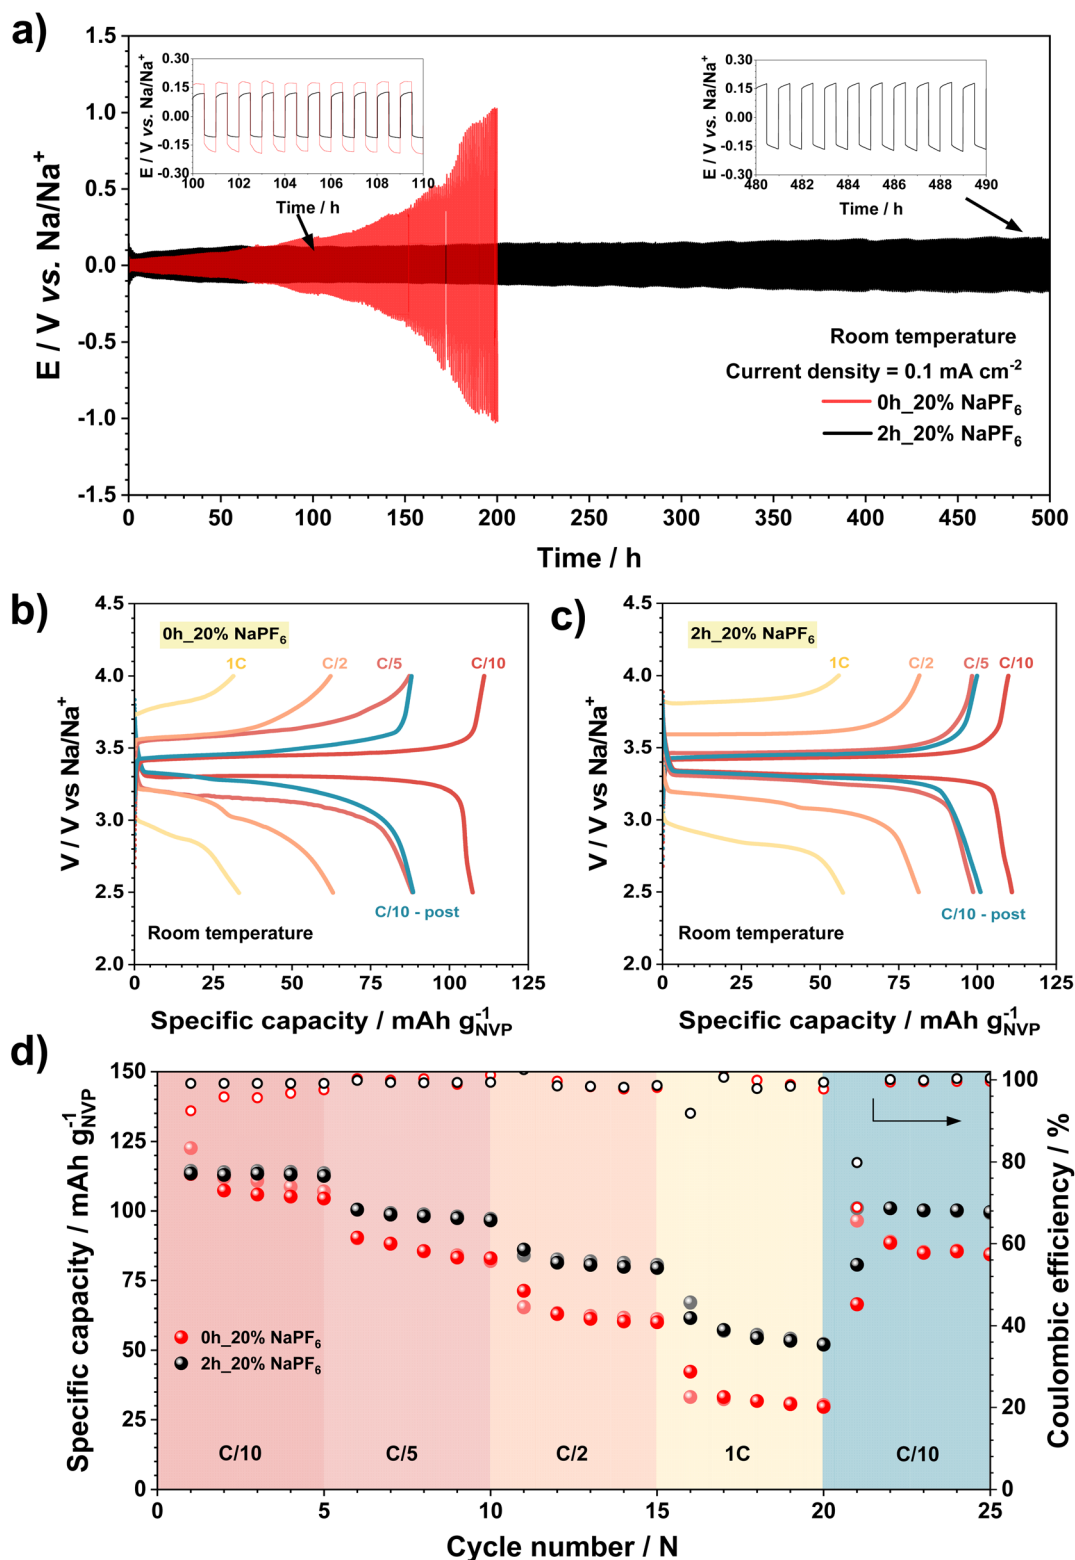 a)
E / V vs. Na/Na+
1.5
1.0
0.5
0.0
-0.5
-1.0
-1.5
0 50 100 150 200 250 300 350 400 450 500
Time / h
E / V vs. Na/Na+
0.30
0.15
0.00
-0.15
-0.30
100 102 104 106 108 110
Time / h
E / V vs. Na/Na+
0.30
0.15
0.00
-0.15
-0.30
480 482 484 486 488 490
Time / h
Room temperature
Current density = 0.1 mA cm-2
0h_20% NaPF6
2h_20% NaPF6
b)
V / V vs Na/Na+
4.5
4.0
3.5
3.0
2.5
2.0
0h_20% NaPF6
1C C/2 C/5 C/10
C/10 - post
Room temperature
0 25 50 75 100 125
Specific capacity / mAh g-1NVP
c)
V / V vs Na/Na+
4.5
4.0
3.5
3.0
2.5
2.0
2h_20% NaPF6
1C C/2 C/5 C/10
C/10 - post
Room temperature
0 25 50 75 100 125
Specific capacity / mAh g-1NVP
d)
Specific capacity / mAh g-1NVP
150
125
100
75
50
25
0
0h_20% NaPF6
2h_20% NaPF6
C/10 C/5 C/2 1C C/10
0 5 10 15 20 25
Cycle number / N
100
80
60
40
20
0
Coulombic efficiency / %